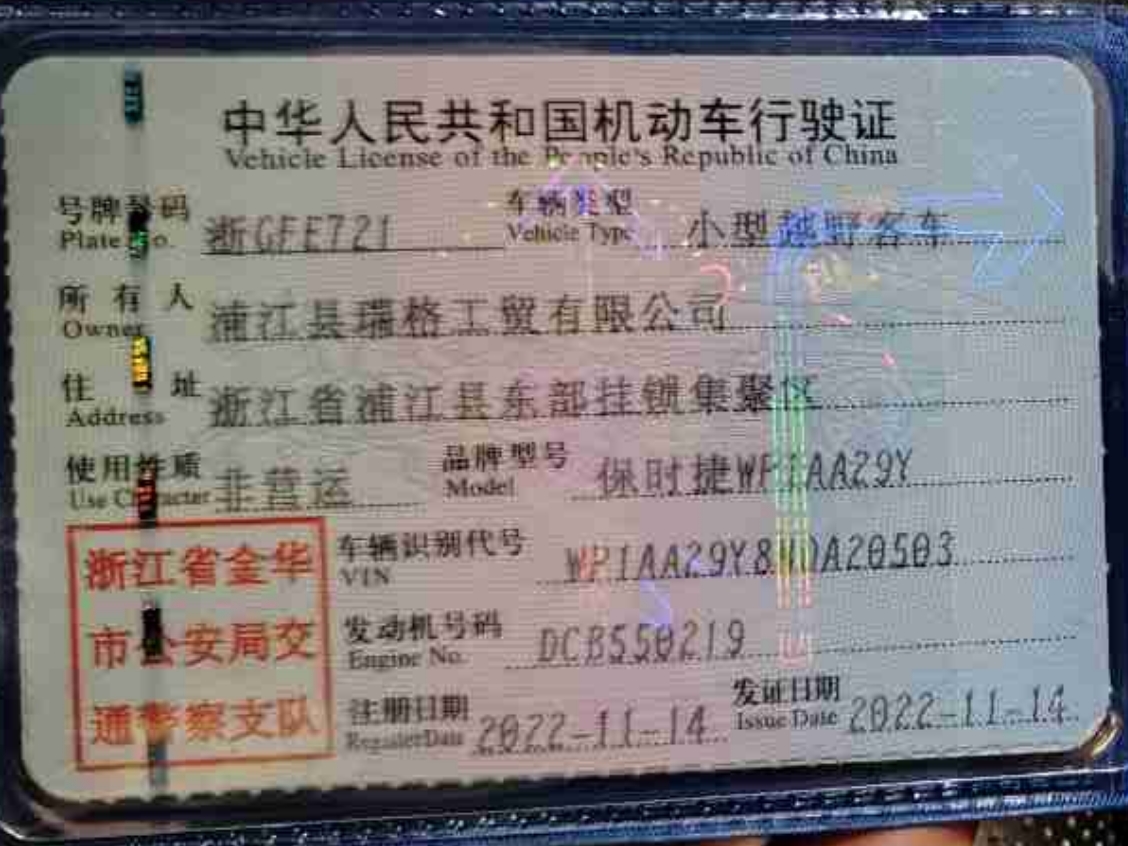 中华人民共和国机动车行驶证
Vehicle License of the People's Republic of China
号牌号码 浙GFE721 车辆类型 小型越野客车
Plate No. Vehicle Type
所有人 浦江县瑞格工贸有限公司
Owner
住址 浙江省浦江县东部挂锁集聚区
Address
使用性质 非营运 品牌型号 保时捷WP1AA29Y
Use Character Model
浙江省金华
市公安局交
通警察支队
车辆识别代号
VIN WP1AA29Y8NDA20503
发动机号码 DCB550219
Engine No.
注册日期 2022-11-14 发证日期 2022-11-14
Register Date Issue Date